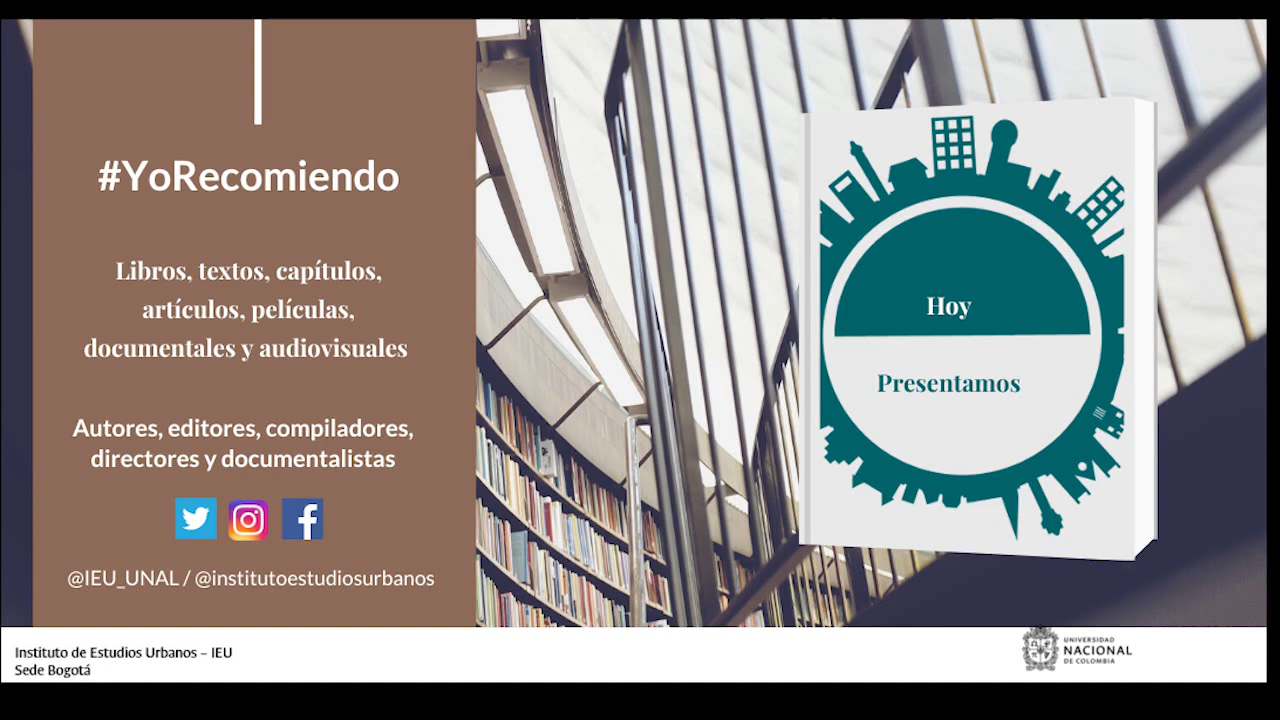 #YoRecomiendo
Libros, textos, capítulos,
artículos, películas,
documentales y audiovisuales
Autores, editores, compiladores,
directores y documentalistas
@IEU_UNAL / @institutoestudiosurbanos
Hoy
Presentamos
Instituto de Estudios Urbanos – IEU
Sede Bogotá
UNIVERSIDAD
NACIONAL
DE COLOMBIA